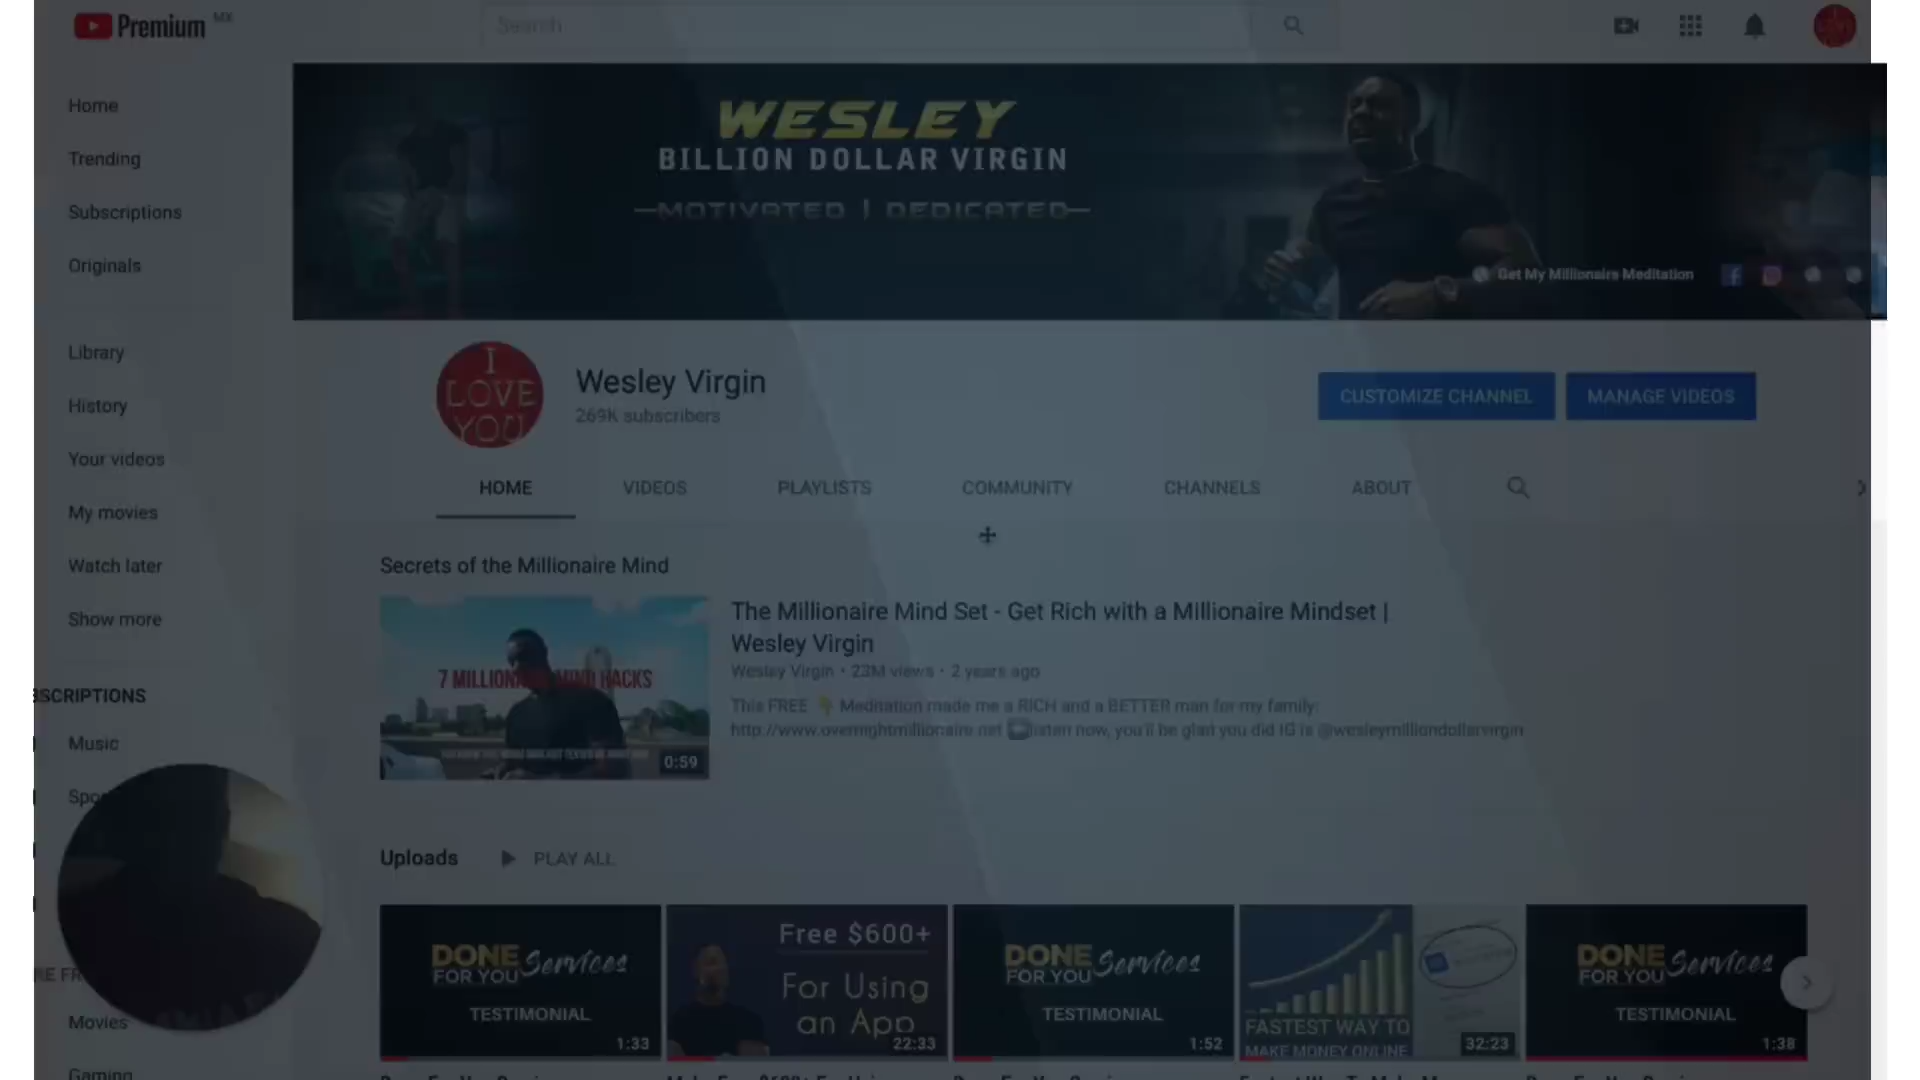 Premium MX
Search
Home
Trending
Subscriptions
Originals
Library
History
Your videos
My movies
Watch later
Show more
BSCRIPTIONS
Music
Spo
RE FR
Movies
Gaming
WESLEY
BILLION DOLLAR VIRGIN
MOTIVATED | DEDICATED
Get My Millionaire Meditation
I
LOVE
YOU
Wesley Virgin
269K subscribers
CUSTOMIZE CHANNEL
MANAGE VIDEOS
HOME
VIDEOS
PLAYLISTS
COMMUNITY
CHANNELS
ABOUT
Secrets of the Millionaire Mind
7 MILLIONAIRE MIND HACKS
0:59
The Millionaire Mind Set - Get Rich with a Millionaire Mindset |
Wesley Virgin
Wesley Virgin • 23M views • 2 years ago
This FREE 👇 Meditation made me a RICH and a BETTER man for my family:
http://www.overnightmillionaire.net listen now, you'll be glad you did IG is @wesleymilliondollarvirgin
Uploads
PLAY ALL
DONE
FOR YOU Services
TESTIMONIAL
1:33
Free $600+
For Using
an App
22:33
DONE
FOR YOU Services
TESTIMONIAL
1:52
FASTEST WAY TO
MAKE MONEY ONLINE
32:23
DONE
FOR YOU Services
TESTIMONIAL
1:38